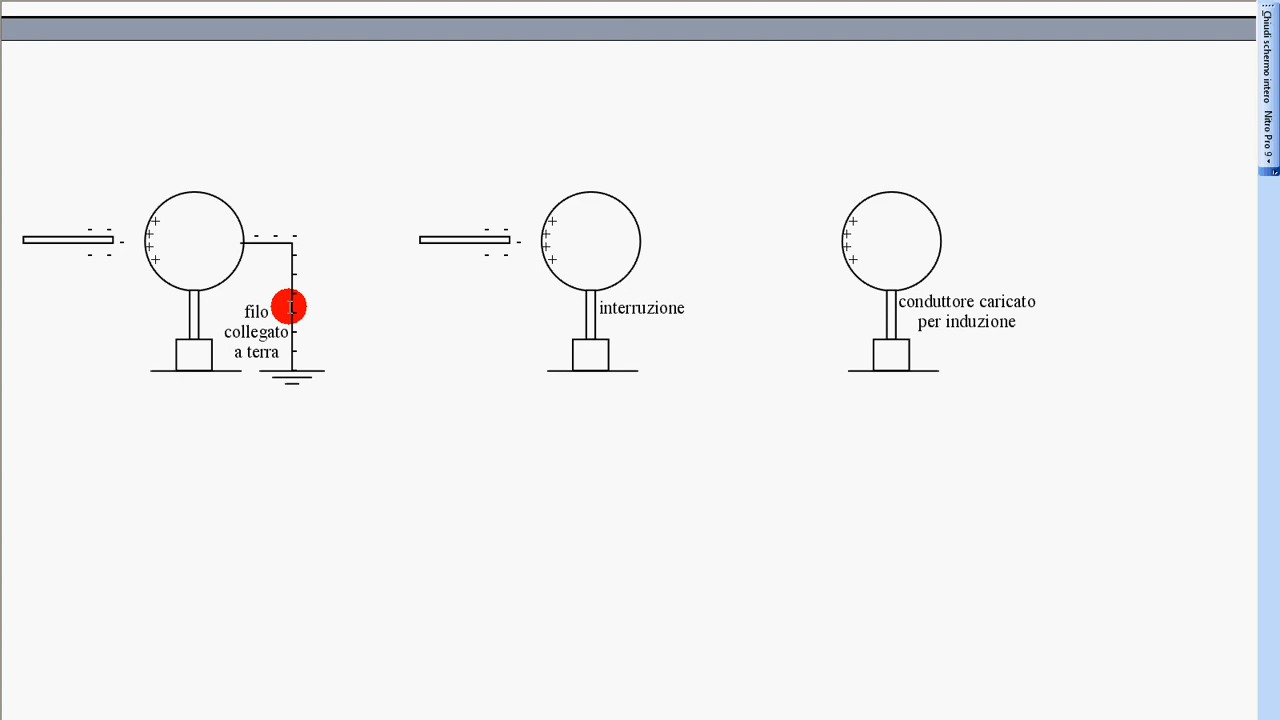 Chiudi schermo intero Nitro Pro 9
filo
collegato
a terra
interruzione
conduttore caricato
per induzione